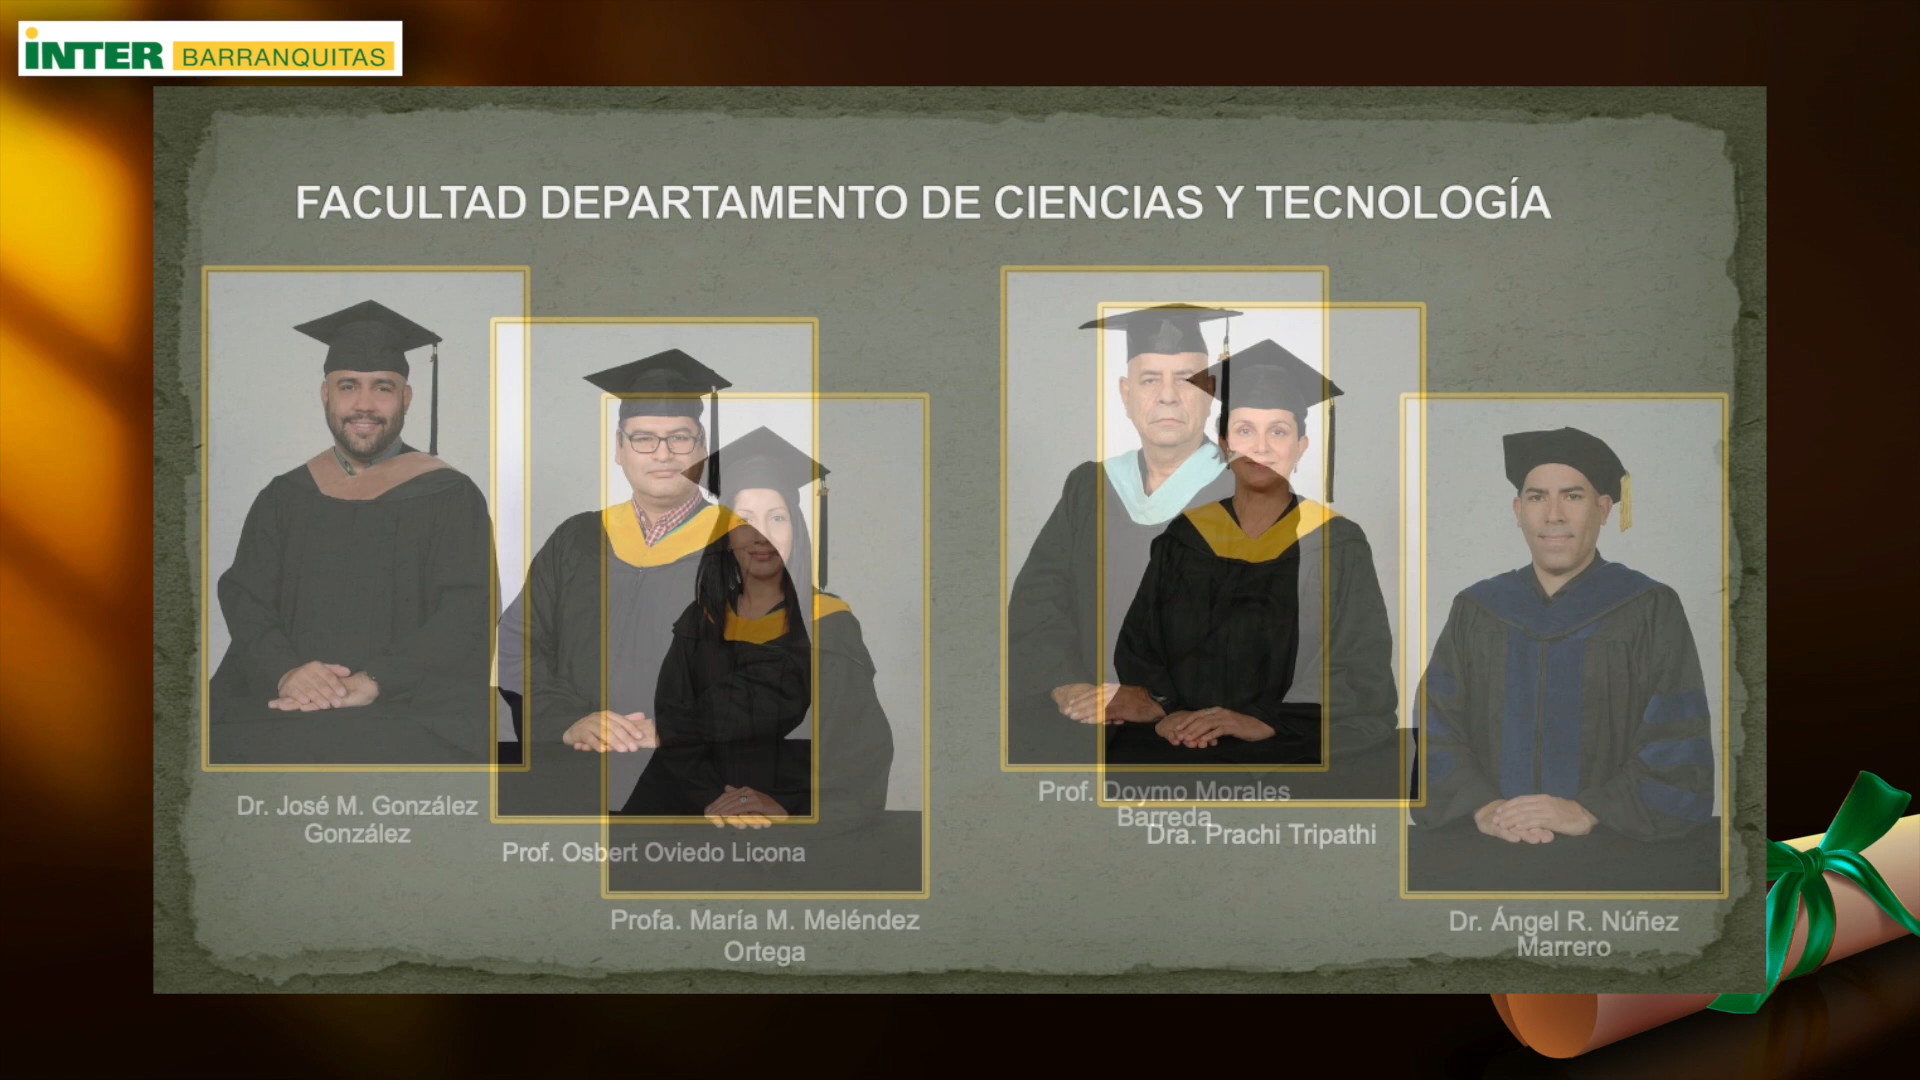 INTER BARRANQUITAS
FACULTAD DEPARTAMENTO DE CIENCIAS Y TECNOLOGÍA
Dr. José M. González
González
Prof. Osbert Oviedo Licona
Profa. María M. Meléndez
Ortega
Prof. Doymo Morales
Barreda
Dra. Prachi Tripathi
Dr. Ángel R. Núñez
Marrero